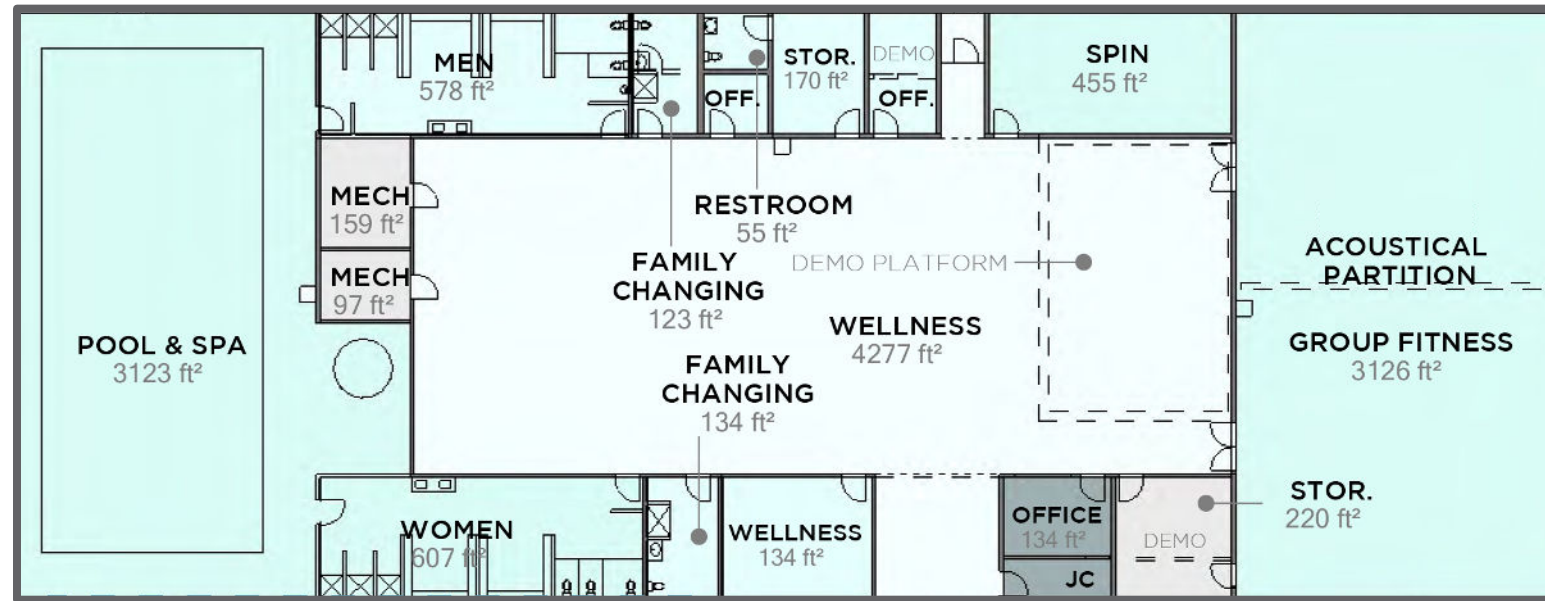 MEN
578 ft²
STOR.
170 ft²
DEMO
OFF.
OFF.
SPIN
455 ft²
MECH
159 ft²
RESTROOM
55 ft²
MECH
97 ft²
FAMILY
CHANGING
123 ft²
DEMO PLATFORM
ACOUSTICAL
PARTITION
POOL & SPA
3123 ft²
WELLNESS
4277 ft²
GROUP FITNESS
3126 ft²
FAMILY
CHANGING
134 ft²
WOMEN
607 ft²
WELLNESS
134 ft²
OFFICE
134 ft²
DEMO
STOR.
220 ft²
JC